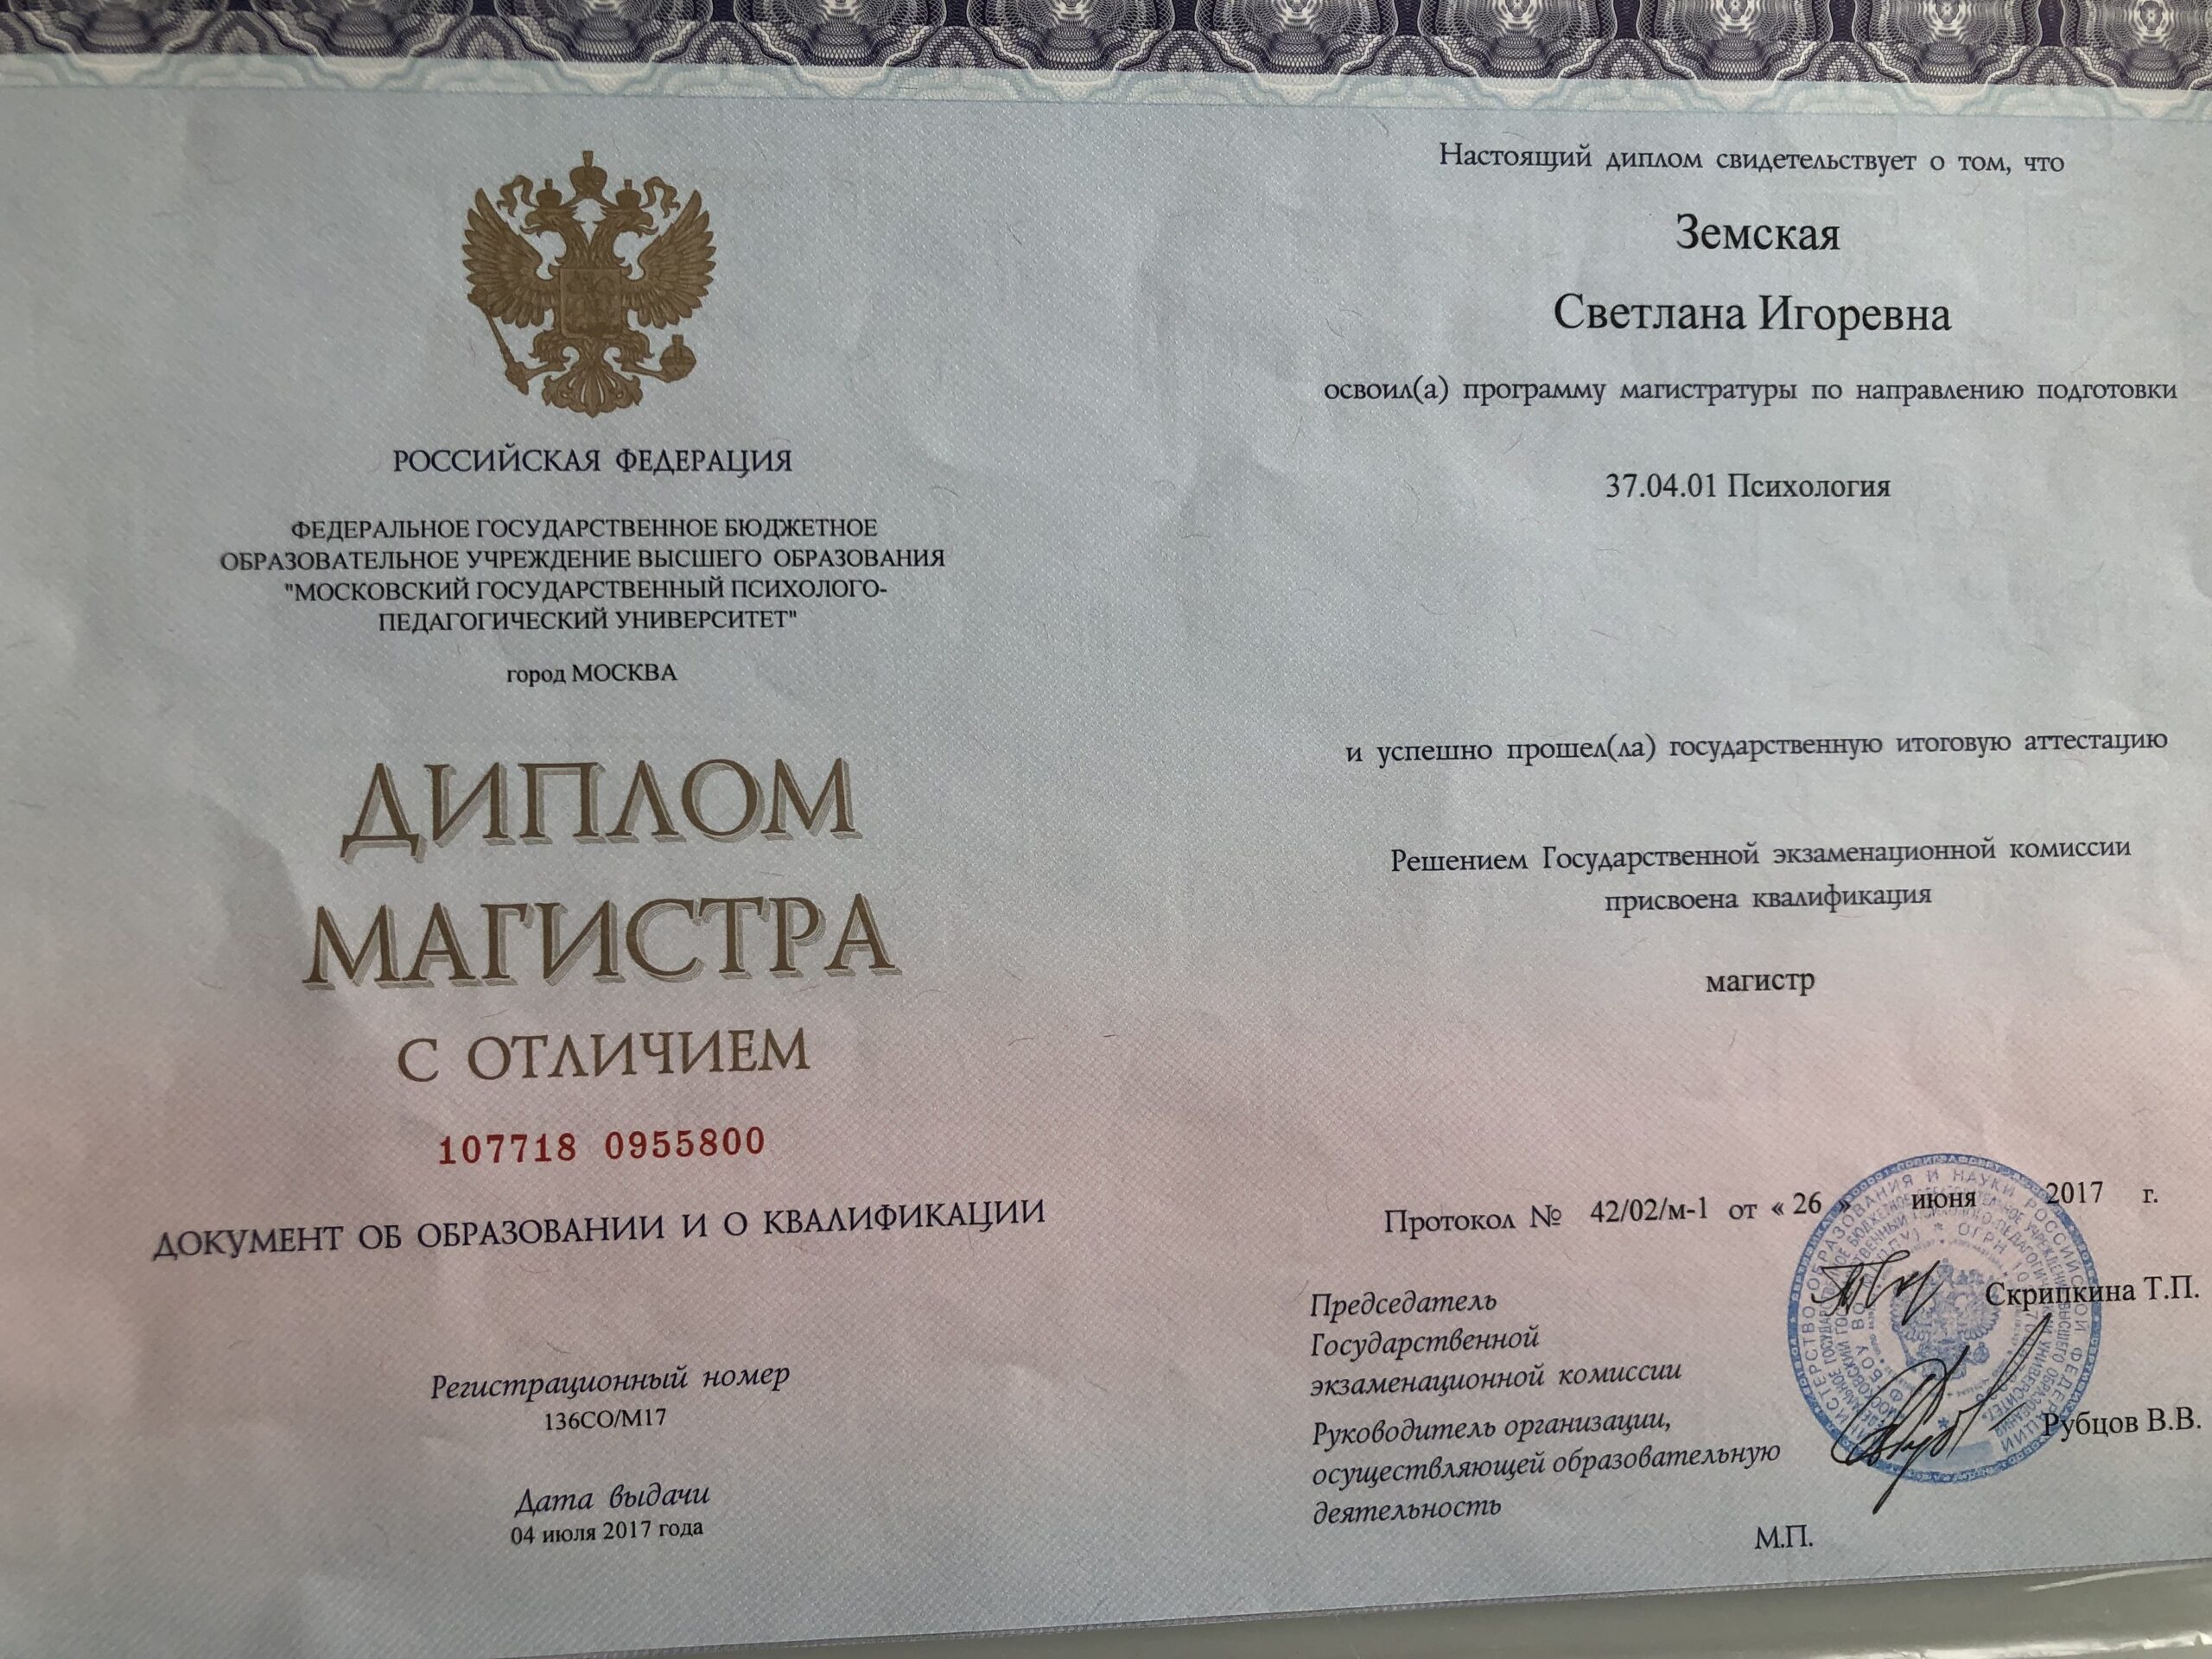 РОССИЙСКАЯ ФЕДЕРАЦИЯ
ФЕДЕРАЛЬНОЕ ГОСУДАРСТВЕННОЕ БЮДЖЕТНОЕ
ОБРАЗОВАТЕЛЬНОЕ УЧРЕЖДЕНИЕ ВЫСШЕГО ОБРАЗОВАНИЯ
"МОСКОВСКИЙ ГОСУДАРСТВЕННЫЙ ПСИХОЛОГО-
ПЕДАГОГИЧЕСКИЙ УНИВЕРСИТЕТ"
город МОСКВА
ДИПЛОМ
МАГИСТРА
С ОТЛИЧИЕМ
107718 0955800
ДОКУМЕНТ ОБ ОБРАЗОВАНИИ И О КВАЛИФИКАЦИИ
Регистрационный номер
136СО/М17
Дата выдачи
04 июля 2017 года
Настоящий диплом свидетельствует о том, что
Земская
Светлана Игоревна
освоил(а) программу магистратуры по направлению подготовки
37.04.01 Психология
и успешно прошел(ла) государственную итоговую аттестацию
Решением Государственной экзаменационной комиссии
присвоена квалификация
магистр
Протокол № 42/02/м-1 от « 26 » июня 2017 г.
Председатель
Государственной
экзаменационной комиссии
Скрипкина Т.П.
Руководитель организации,
осуществляющей образовательную
деятельность
Рубцов В.В.
М.П.